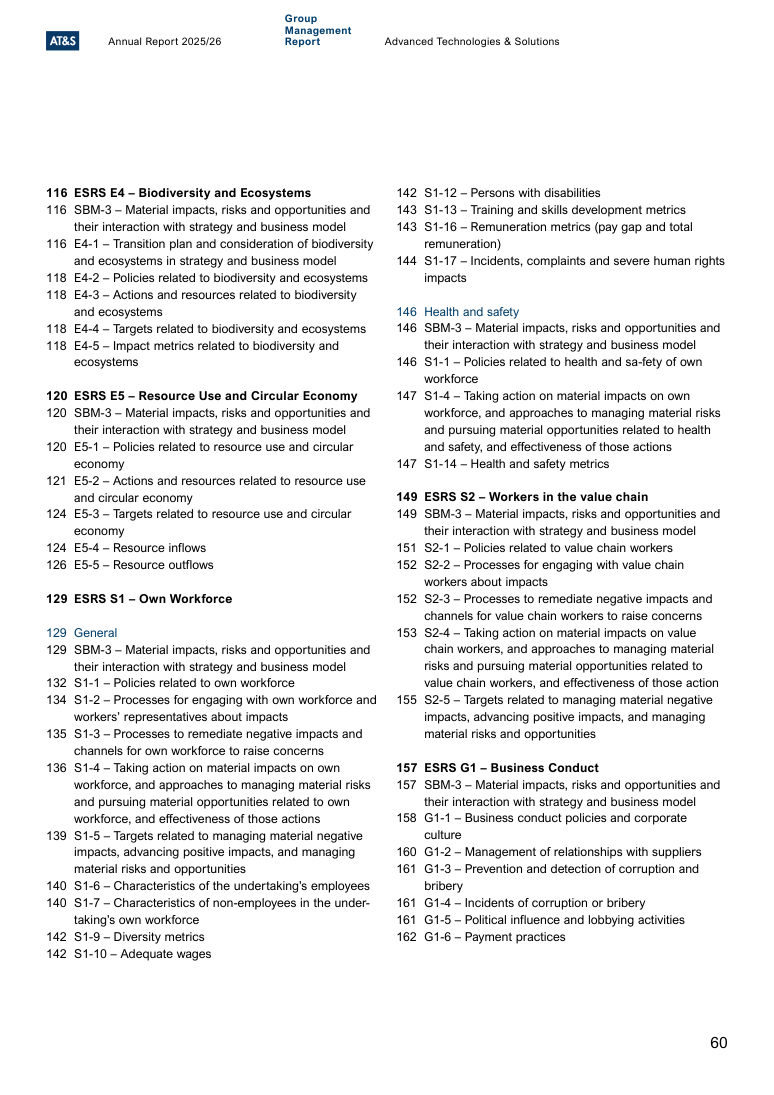 AT&S
Annual Report 2025/26
Group
Management
Report
Advanced Technologies & Solutions
116 ESRS E4 – Biodiversity and Ecosystems
116 SBM-3 – Material impacts, risks and opportunities and
their interaction with strategy and business model
116 E4-1 – Transition plan and consideration of biodiversity
and ecosystems in strategy and business model
118 E4-2 – Policies related to biodiversity and ecosystems
118 E4-3 – Actions and resources related to biodiversity
and ecosystems
118 E4-4 – Targets related to biodiversity and ecosystems
118 E4-5 – Impact metrics related to biodiversity and
ecosystems
120 ESRS E5 – Resource Use and Circular Economy
120 SBM-3 – Material impacts, risks and opportunities and
their interaction with strategy and business model
120 E5-1 – Policies related to resource use and circular
economy
121 E5-2 – Actions and resources related to resource use
and circular economy
124 E5-3 – Targets related to resource use and circular
economy
124 E5-4 – Resource inflows
126 E5-5 – Resource outflows
129 ESRS S1 – Own Workforce
129 General
129 SBM-3 – Material impacts, risks and opportunities and
their interaction with strategy and business model
132 S1-1 – Policies related to own workforce
134 S1-2 – Processes for engaging with own workforce and
workers’ representatives about impacts
135 S1-3 – Processes to remediate negative impacts and
channels for own workforce to raise concerns
136 S1-4 – Taking action on material impacts on own
workforce, and approaches to managing material risks
and pursuing material opportunities related to own
workforce, and effectiveness of those actions
139 S1-5 – Targets related to managing material negative
impacts, advancing positive impacts, and managing
material risks and opportunities
140 S1-6 – Characteristics of the undertaking’s employees
140 S1-7 – Characteristics of non-employees in the under-
taking’s own workforce
142 S1-9 – Diversity metrics
142 S1-10 – Adequate wages
142 S1-12 – Persons with disabilities
143 S1-13 – Training and skills development metrics
143 S1-16 – Remuneration metrics (pay gap and total
remuneration)
144 S1-17 – Incidents, complaints and severe human rights
impacts
146 Health and safety
146 SBM-3 – Material impacts, risks and opportunities and
their interaction with strategy and business model
146 S1-1 – Policies related to health and sa-fety of own
workforce
147 S1-4 – Taking action on material impacts on own
workforce, and approaches to managing material risks
and pursuing material opportunities related to health
and safety, and effectiveness of those actions
147 S1-14 – Health and safety metrics
149 ESRS S2 – Workers in the value chain
149 SBM-3 – Material impacts, risks and opportunities and
their interaction with strategy and business model
151 S2-1 – Policies related to value chain workers
152 S2-2 – Processes for engaging with value chain
workers about impacts
152 S2-3 – Processes to remediate negative impacts and
channels for value chain workers to raise concerns
153 S2-4 – Taking action on material impacts on value
chain workers, and approaches to managing material
risks and pursuing material opportunities related to
value chain workers, and effectiveness of those action
155 S2-5 – Targets related to managing material negative
impacts, advancing positive impacts, and managing
material risks and opportunities
157 ESRS G1 – Business Conduct
157 SBM-3 – Material impacts, risks and opportunities and
their interaction with strategy and business model
158 G1-1 – Business conduct policies and corporate
culture
160 G1-2 – Management of relationships with suppliers
161 G1-3 – Prevention and detection of corruption and
bribery
161 G1-4 – Incidents of corruption or bribery
161 G1-5 – Political influence and lobbying activities
162 G1-6 – Payment practices
60